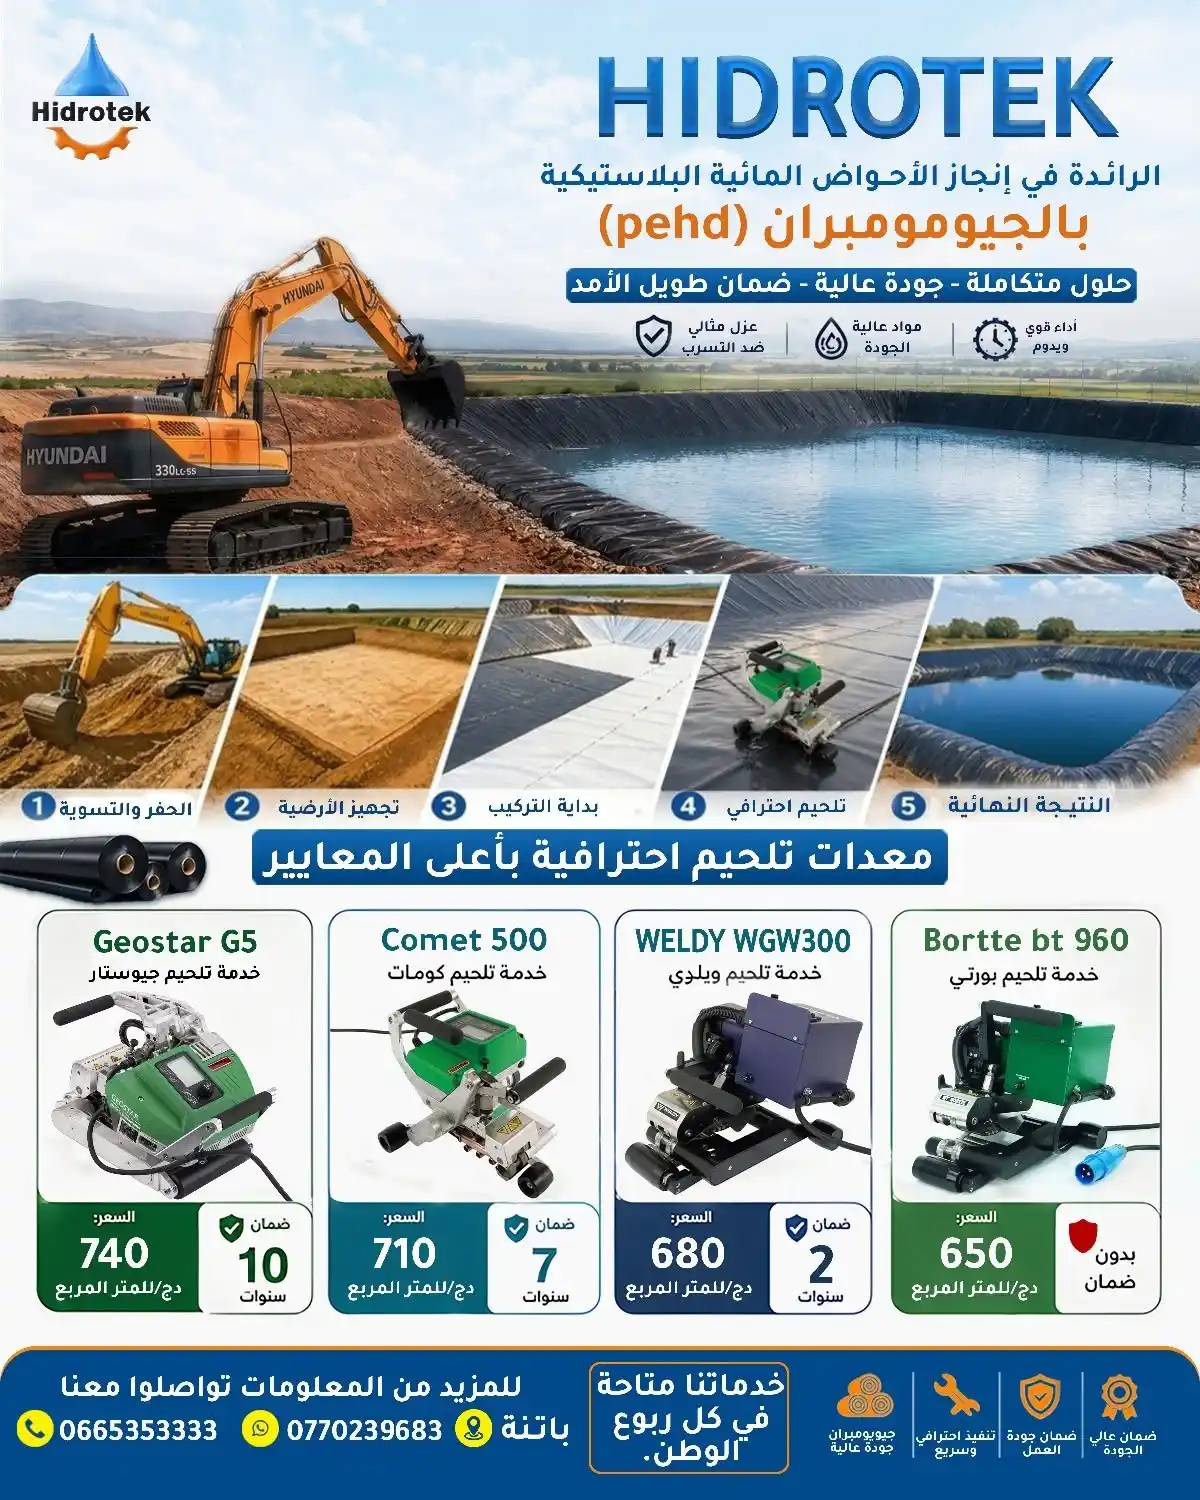 Hidrotek
HIDROTEK
الرائدة في إنجاز الأحواض المائية البلاستيكية
بالجيومومبران (pehd)
حلول متكاملة - جودة عالية - ضمان طويل الأمد
أداء قوي
ويدوم
مواد عالية
الجودة
عزل مثالي
ضد التسرب
HYUNDAI
HYUNDAI
330LC-5S
1 الحفر والتسوية
2 تجهيز الأرضية
3 بداية التركيب
4 تلحيم احترافي
5 النتيجة النهائية
معدات تلحيم احترافية بأعلى المعايير
Geostar G5
خدمة تلحيم جيوستار
GEOSTAR
السعر:
740
دج/للمتر المربع
ضمان
10
سنوات
Comet 500
خدمة تلحيم كومات
السعر:
710
دج/للمتر المربع
ضمان
7
سنوات
WELDY WGW300
خدمة تلحيم ويلدي
WELDY
السعر:
680
دج/للمتر المربع
ضمان
2
سنوات
Bortte bt 960
خدمة تلحيم بورتي
السعر:
650
دج/للمتر المربع
بدون
ضمان
للمزيد من المعلومات تواصلوا معنا
0665353333
0770239683
باتنة
خدماتنا متاحة
في كل ربوع
الوطن.
جيويومبران
جودة عالية
تنفيذ احترافي
وسريع
ضمان جودة
العمل
ضمان عالي
الجودة